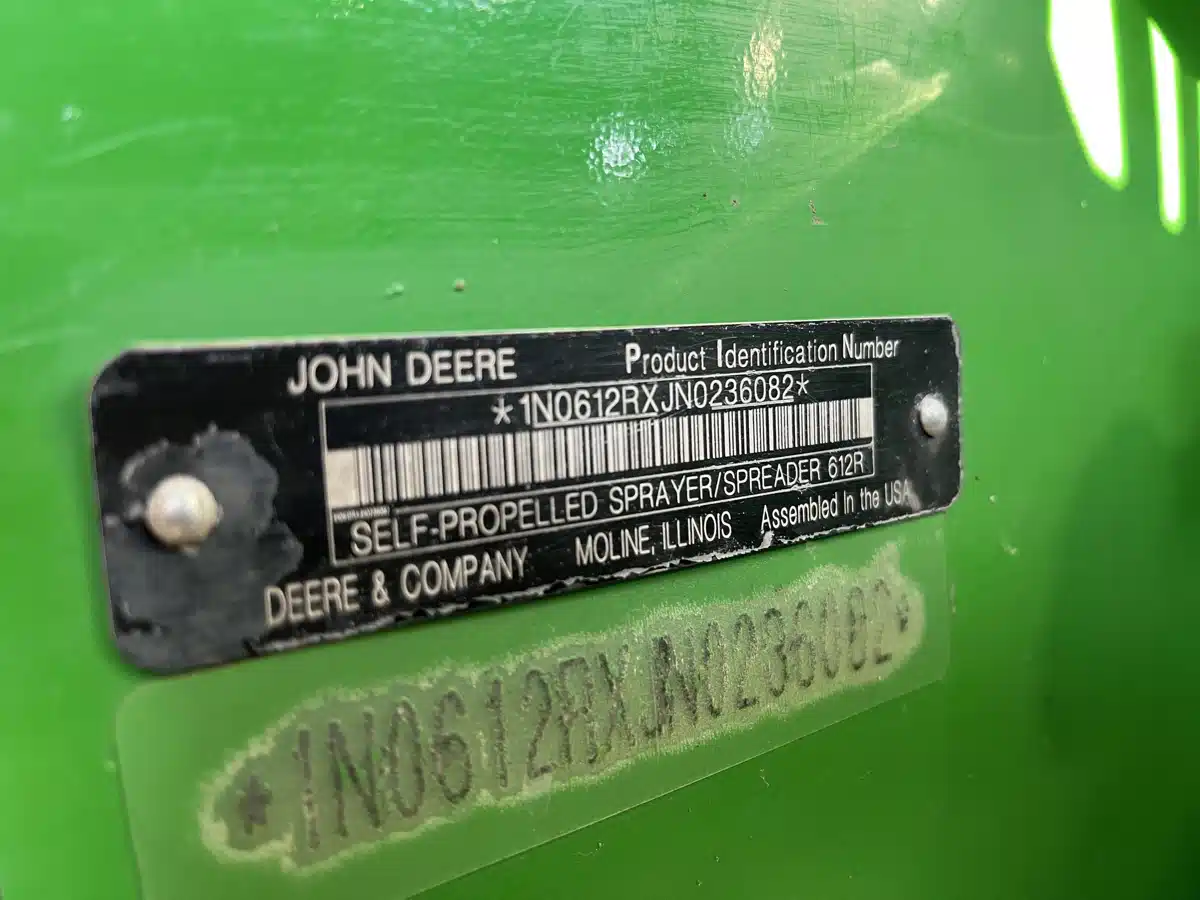 JOHN DEERE
Product Identification Number
*1N0612RXJN0236082*
SELF-PROPELLED SPRAYER/SPREADER 612R
DEERE & COMPANY MOLINE, ILLINOIS Assembled in the USA
*1N0612RXJN0236082*